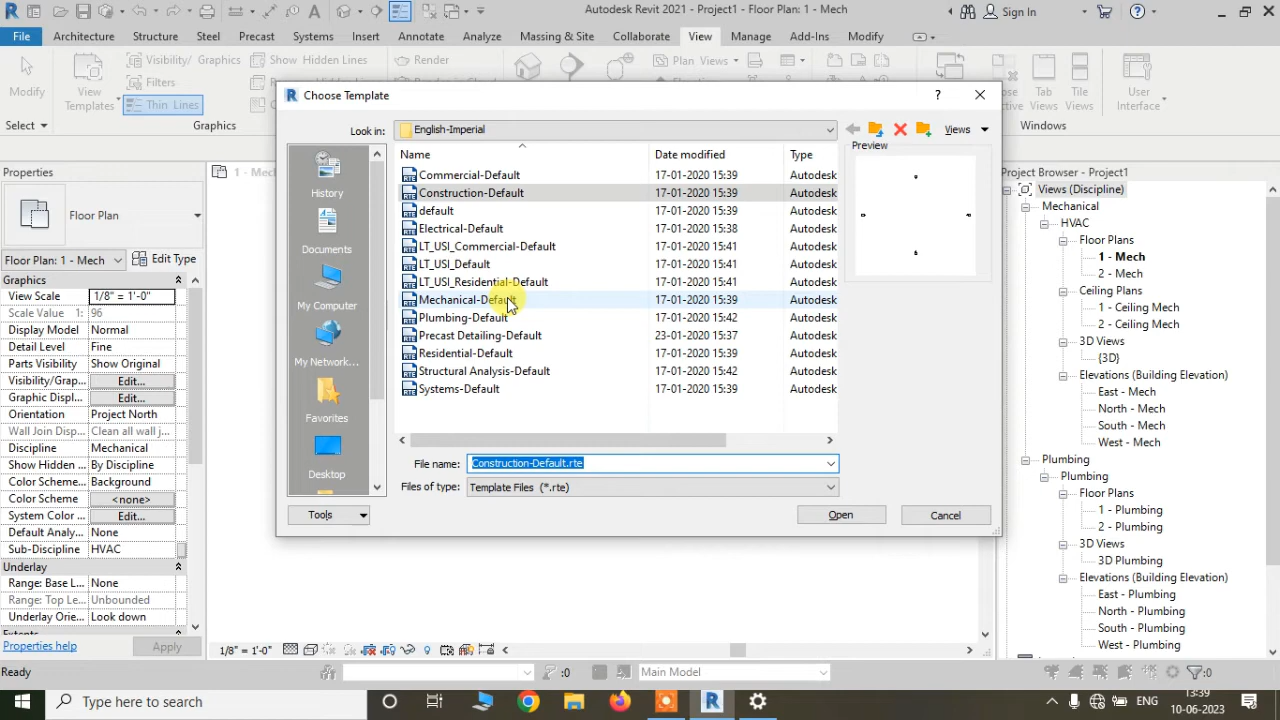 Autodesk Revit 2021 - Project1 - Floor Plan: 1 - Mech
Sign In
File Architecture Structure Steel Precast Systems Insert Annotate Analyze Massing & Site Collaborate View Manage Add-Ins Modify
Modify
View Templates
Visibility/ Graphics
Filters
Thin Lines
Show Hidden Lines
Render
Plan Views
Tab Views
Tile Views
User Interface
Select
Graphics
Windows
Choose Template
Look in:
English-Imperial
Views
Preview
Name Date modified Type
Commercial-Default 17-01-2020 15:39 Autodesk
Construction-Default 17-01-2020 15:39 Autodesk
default 17-01-2020 15:39 Autodesk
Electrical-Default 17-01-2020 15:38 Autodesk
LT_USI_Commercial-Default 17-01-2020 15:41 Autodesk
LT_USI_Default 17-01-2020 15:41 Autodesk
LT_USI_Residential-Default 17-01-2020 15:41 Autodesk
Mechanical-Default 17-01-2020 15:39 Autodesk
Plumbing-Default 17-01-2020 15:42 Autodesk
Precast Detailing-Default 23-01-2020 15:37 Autodesk
Residential-Default 17-01-2020 15:39 Autodesk
Structural Analysis-Default 17-01-2020 15:42 Autodesk
Systems-Default 17-01-2020 15:39 Autodesk
History
Documents
My Computer
My Network...
Favorites
Desktop
File name: Construction-Default.rte
Files of type: Template Files (*.rte)
Tools
Open
Cancel
Properties
Floor Plan
Floor Plan: 1 - Mech
Edit Type
Graphics
View Scale 1/8" = 1'-0"
Scale Value 1: 96
Display Model Normal
Detail Level Fine
Parts Visibility Show Original
Visibility/Grap... Edit...
Graphic Displ... Edit...
Orientation Project North
Wall Join Disp... Clean all wall j...
Discipline Mechanical
Show Hidden ... By Discipline
Color Scheme ... Background
Color Scheme <none>
System Color ... Edit...
Default Analy... None
Sub-Discipline HVAC
Underlay
Range: Base L... None
Range: Top Le... Unbounded
Underlay Orie... Look down
Extents
Properties help
Apply
1 - Mec
1/8" = 1'-0"
Project Browser - Project1
Views (Discipline)
Mechanical
HVAC
Floor Plans
1 - Mech
2 - Mech
Ceiling Plans
1 - Ceiling Mech
2 - Ceiling Mech
3D Views
{3D}
Elevations (Building Elevation)
East - Mech
North - Mech
South - Mech
West - Mech
Plumbing
Plumbing
Floor Plans
1 - Plumbing
2 - Plumbing
3D Views
3D Plumbing
Elevations (Building Elevation)
East - Plumbing
North - Plumbing
South - Plumbing
West - Plumbing
Ready
:0
Main Model
:0
Type here to search
ENG
13:39
10-06-2023